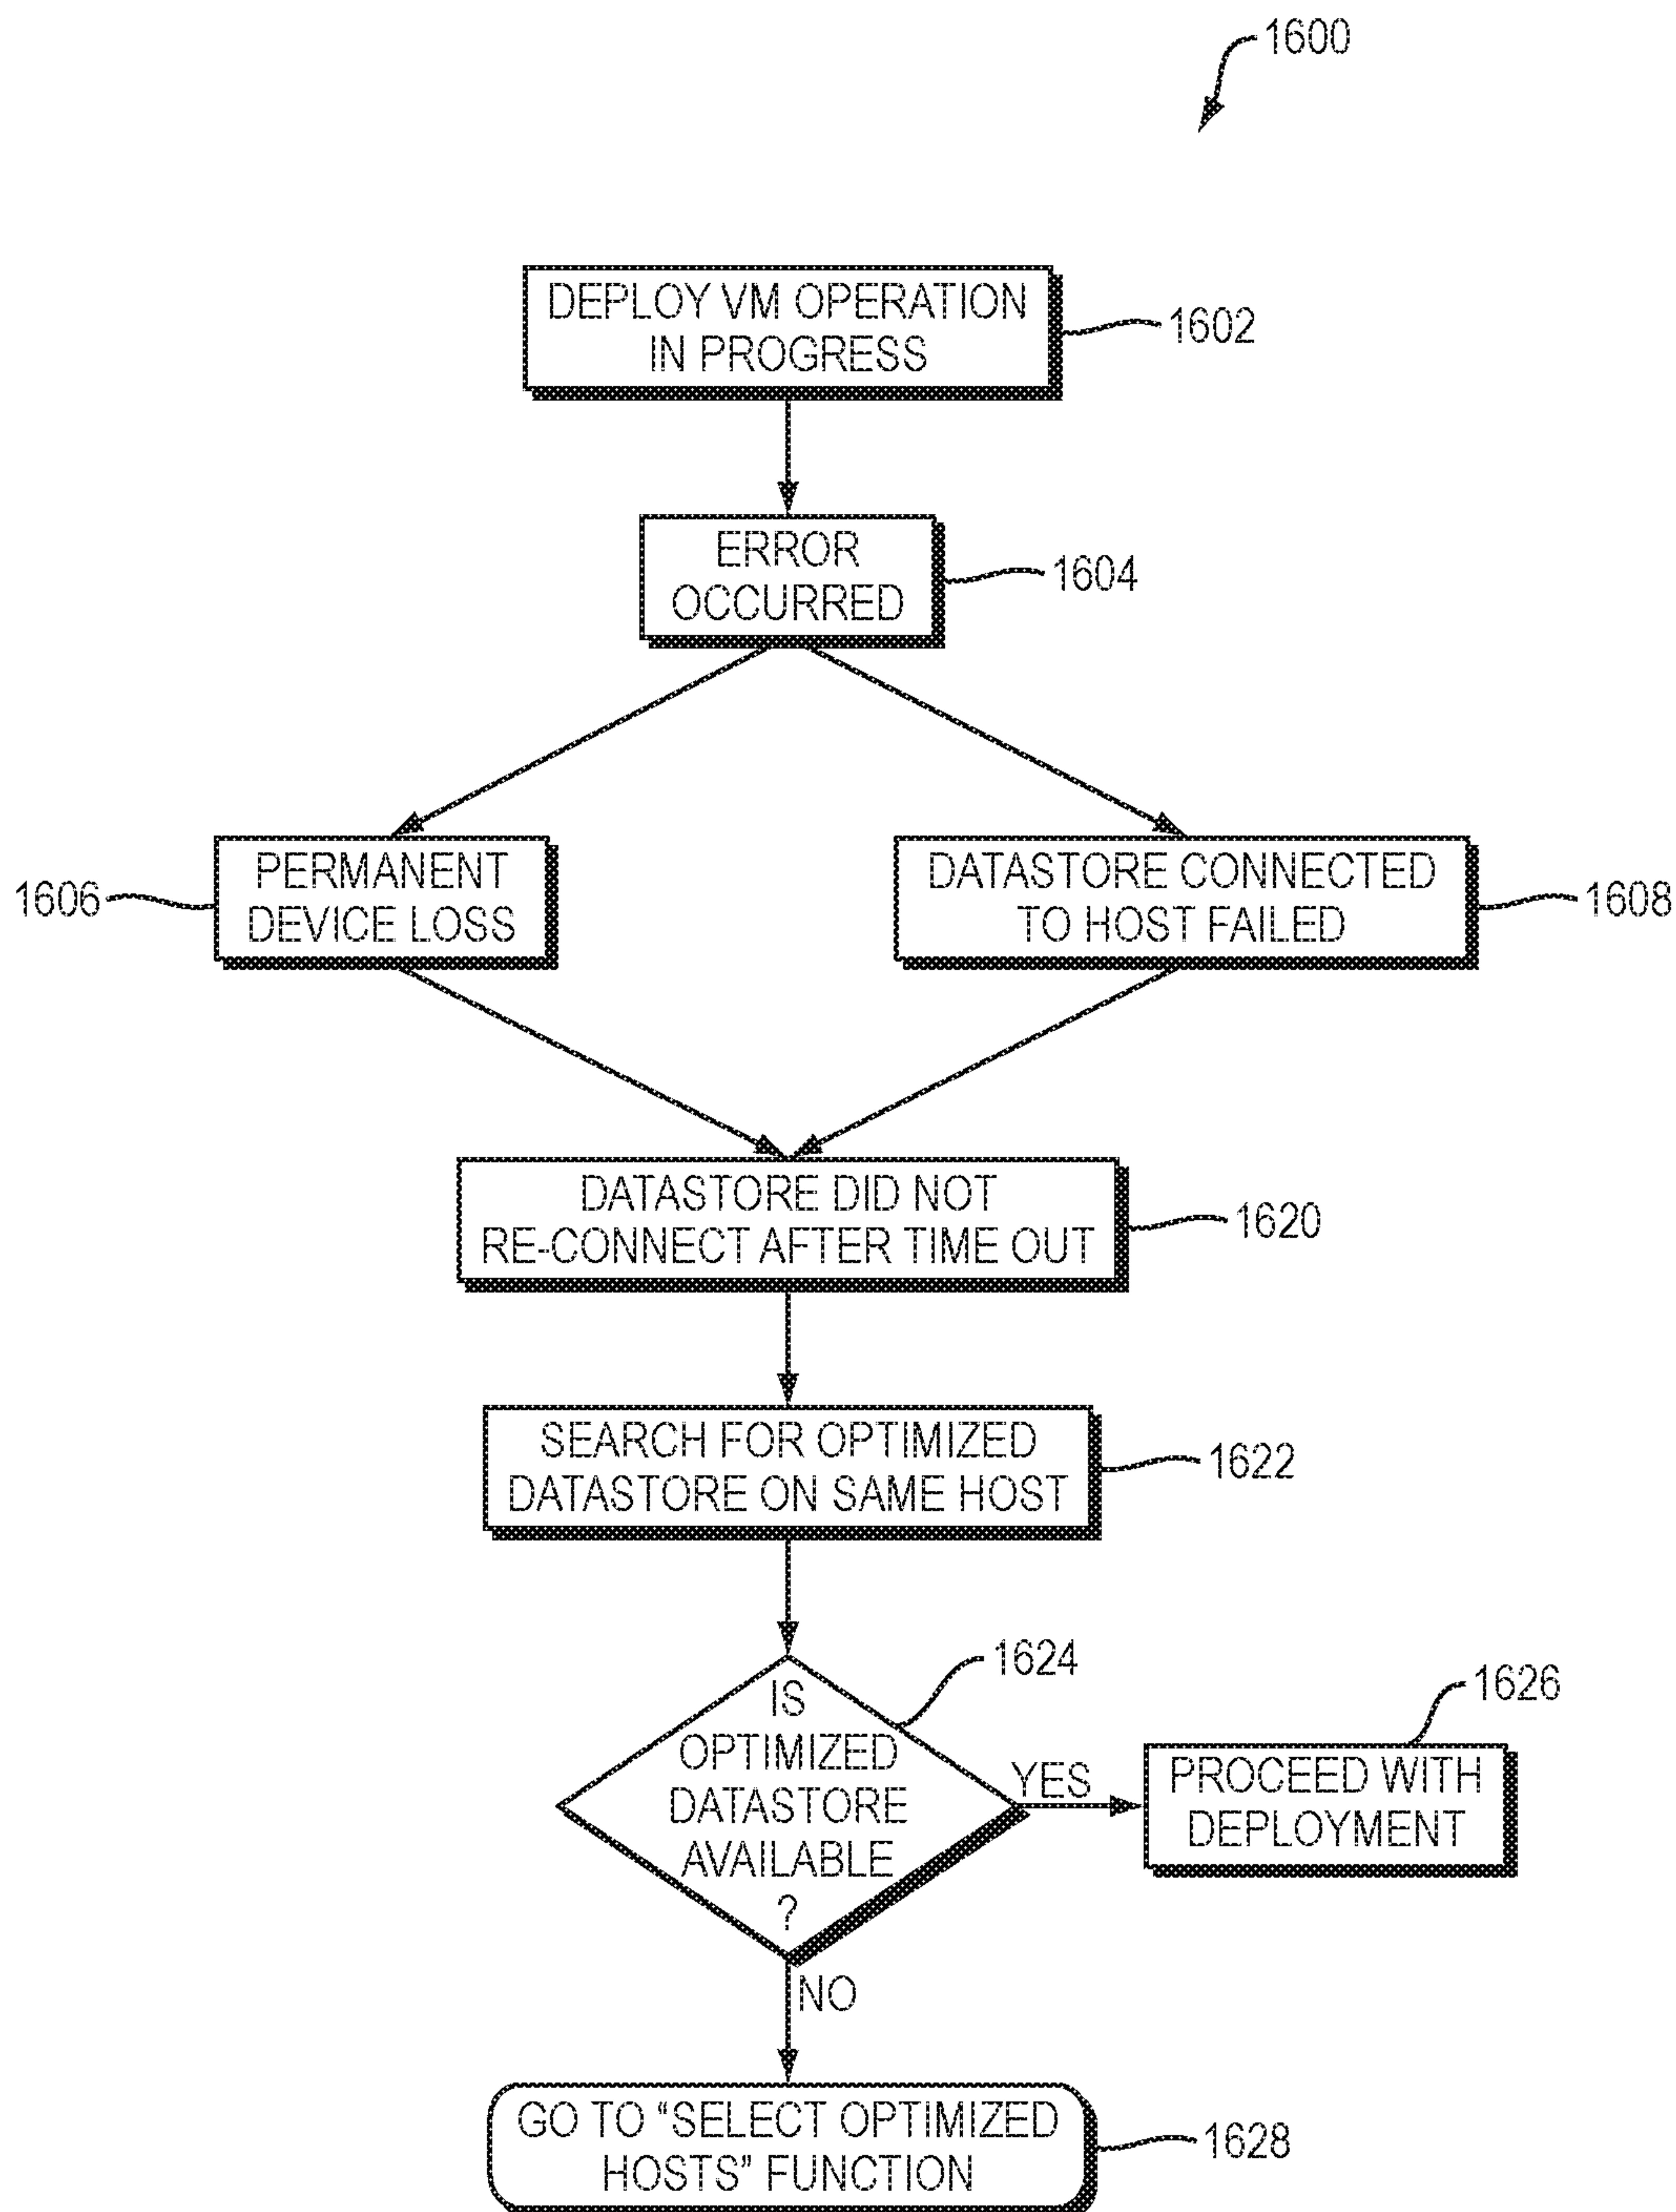 1600
DEPLOY VM OPERATION
IN PROGRESS
1602
ERROR
OCCURRED
1604
1606
PERMANENT
DEVICE LOSS
DATASTORE CONNECTED
TO HOST FAILED
1608
DATASTORE DID NOT
RE-CONNECT AFTER TIME OUT
1620
SEARCH FOR OPTIMIZED
DATASTORE ON SAME HOST
1622
IS
OPTIMIZED
DATASTORE
AVAILABLE
?
1624
YES
1626
PROCEED WITH
DEPLOYMENT
NO
GO TO “SELECT OPTIMIZED
HOSTS” FUNCTION
1628